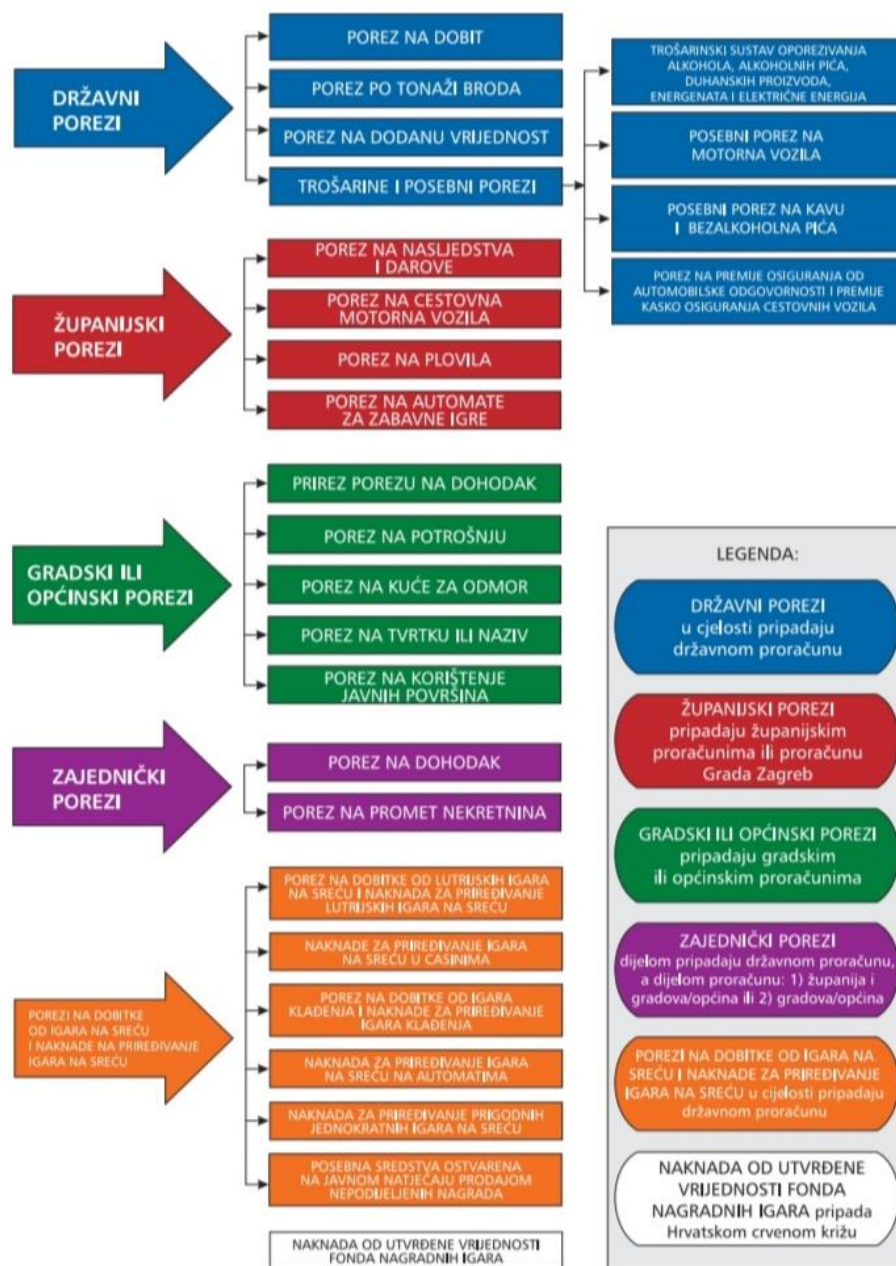 DRŽAVNI
POREZI
POREZ NA DOBIT
POREZ PO TONAŽI BRODA
POREZ NA DODANU VRIJEDNOST
TROŠARINE I POSEBNI POREZI
TROŠARINSKI SUSTAV OPOREZIVANJA
ALKOHOLA, ALKOHOLNIH PIĆA,
DUHANSKIH PROIZVODA,
ENERGENATA I ELEKTRIČNE ENERGIJA
POSEBNI POREZ NA
MOTORNA VOZILA
POSEBNI POREZ NA KAVU
I BEZALKOHOLNA PIĆA
POREZ NA PREMIJE OSIGURANJA OD
AUTOMOBILSKE ODGOVORNOSTI I PREMIJE
KASKO OSIGURANJA CESTOVNIH VOZILA
ŽUPANIJSKI
POREZI
POREZ NA NASLJEDSTVA
I DAROVE
POREZ NA CESTOVNA
MOTORNA VOZILA
POREZ NA PLOVILA
POREZ NA AUTOMATE
ZA ZABAVNE IGRE
GRADSKI ILI
OPĆINSKI POREZI
PRIREZ POREZU NA DOHODAK
POREZ NA POTROŠNJU
POREZ NA KUĆE ZA ODMOR
POREZ NA TVRTKU ILI NAZIV
POREZ NA KORIŠTENJE
JAVNIH POVRŠINA
ZAJEDNIČKI
POREZI
POREZ NA DOHODAK
POREZ NA PROMET NEKRETNINA
POREZI NA DOBITKE
OD IGARA NA SREĆU
I NAKNADE NA PRIREĐIVANJE
IGARA NA SREĆU
POREZ NA DOBITKE OD LUTRIJSKIH IGARA
NA SREĆU I NAKNADA ZA PRIREĐIVANJE
LUTRIJSKIH IGARA NA SREĆU
NAKNADE ZA PRIREĐIVANJE IGARA
NA SREĆU U CASINIMA
POREZ NA DOBITKE OD IGARA
KLAĐENJA I NAKNADE ZA PRIREĐIVANJE
IGARA KLAĐENJA
NAKNADA ZA PRIREĐIVANJE IGARA
NA SREĆU NA AUTOMATIMA
NAKNADA ZA PRIREĐIVANJE PRIGODNIH
JEDNOKRATNIH IGARA NA SREĆU
POSEBNA SREDSTVA OSTVARENA
NA JAVNOM NATJEČAJU PRODAJOM
NEPODIJELJENIH NAGRADA
NAKNADA OD UTVRĐENE VRIJEDNOSTI
FONDA NAGRADNIH IGARA
LEGENDA:
DRŽAVNI POREZI
u cjelosti pripadaju
državnom proračunu
ŽUPANIJSKI POREZI
pripadaju županijskim
proračunima ili proračunu
Grada Zagreb
GRADSKI ILI OPĆINSKI POREZI
pripadaju gradskim
ili općinskim proračunima
ZAJEDNIČKI POREZI
dijelom pripadaju državnom proračunu,
a dijelom proračunu: 1) županija i
gradova/općina ili 2) gradova/općina
POREZI NA DOBITKE OD IGARA NA
SREĆU I NAKNADE ZA PRIREĐIVANJE
IGARA NA SREĆU u cijelosti pripadaju
državnom proračunu
NAKNADA OD UTVRĐENE
VRIJEDNOSTI FONDA
NAGRADNIH IGARA pripada
Hrvatskom crvenom križu